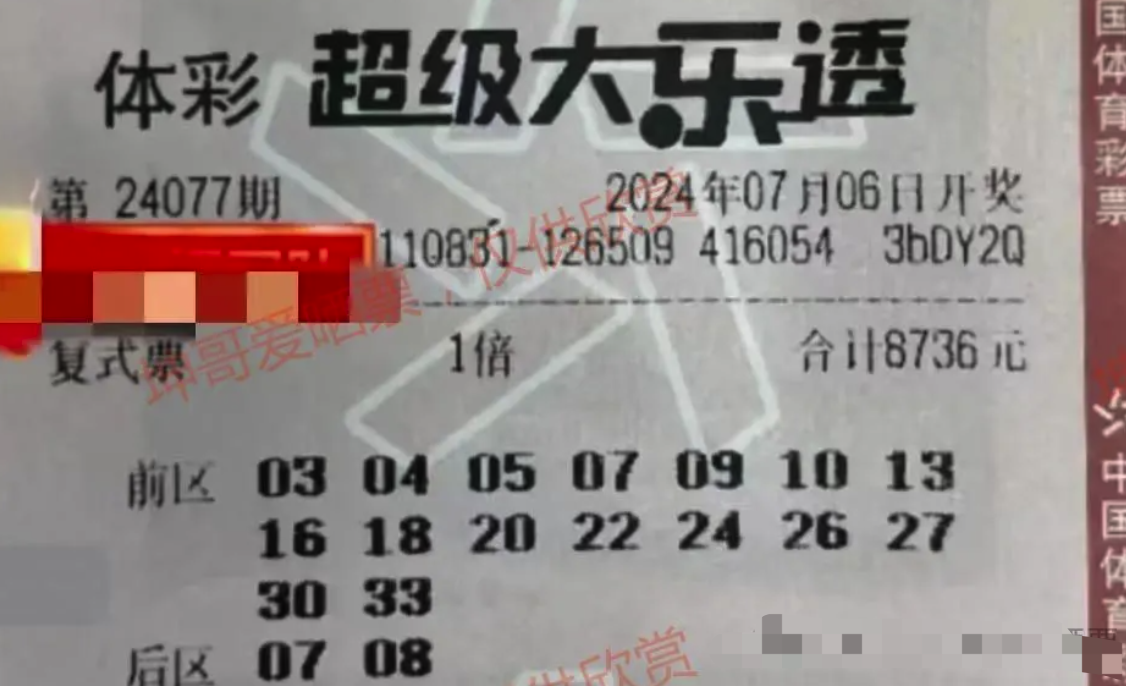 体彩 超级大乐透
第 24077期 2024年07月06日开奖
110831-126509 416054 3bDY2Q
坤哥爱晒票，仅供欣赏
复式票 1倍 合计8736元
前区 03 04 05 07 09 10 13
16 18 20 22 24 26 27
30 33
后区 07 08
仅供欣赏
国体育彩票
中国体育